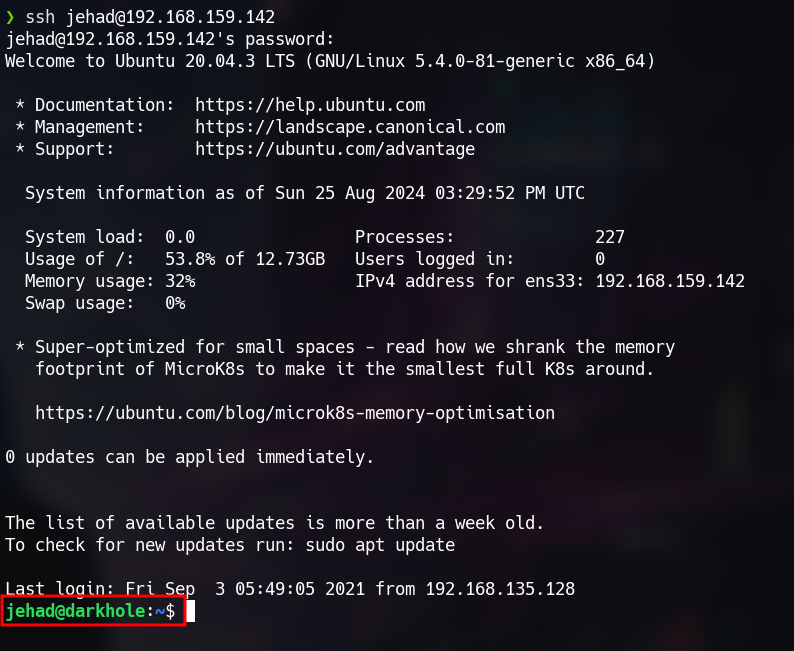 ❯ ssh jehad@192.168.159.142
jehad@192.168.159.142's password:
Welcome to Ubuntu 20.04.3 LTS (GNU/Linux 5.4.0-81-generic x86_64)
* Documentation:  https://help.ubuntu.com
* Management:     https://landscape.canonical.com
* Support:        https://ubuntu.com/advantage
System information as of Sun 25 Aug 2024 03:29:52 PM UTC
System load:  0.0                Processes:              227
Usage of /:   53.8% of 12.73GB   Users logged in:        0
Memory usage: 32%                IPv4 address for ens33: 192.168.159.142
Swap usage:   0%
* Super-optimized for small spaces - read how we shrank the memory
footprint of MicroK8s to make it the smallest full K8s around.
https://ubuntu.com/blog/microk8s-memory-optimisation
0 updates can be applied immediately.
The list of available updates is more than a week old.
To check for new updates run: sudo apt update
Last login: Fri Sep  3 05:49:05 2021 from 192.168.135.128
jehad@darkhole:~$